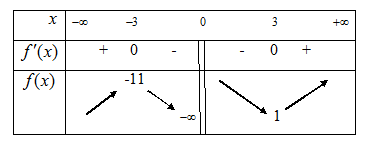 x −∞ −3 0 3 +∞
f′(x) + 0 - - 0 +
f(x) -11
−∞ 1